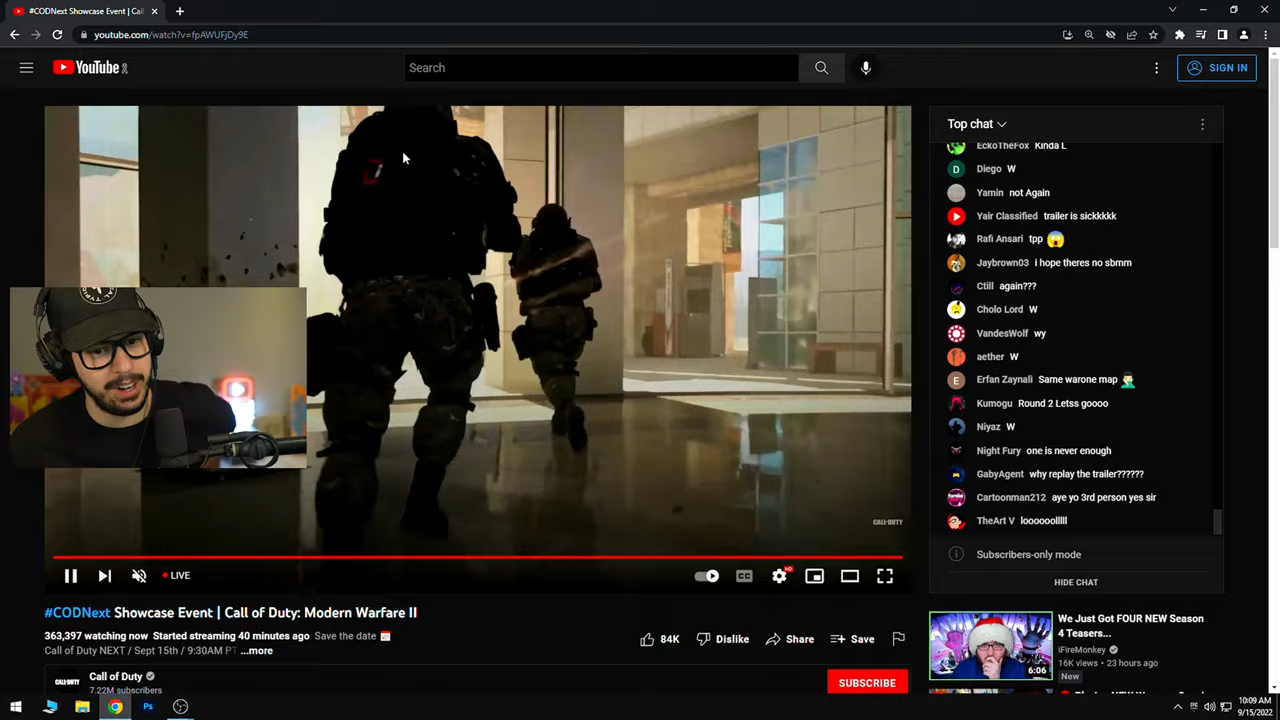 #CODNext Showcase Event | Cal
youtube.com/watch?v=fpAWUFjDy9E
YouTube
Search
SIGN IN
Top chat
EckoTheFox Kinda L
Diego W
Yamin not Again
Yair Classified trailer is sickkkkk
Rafi Ansari tpp 😱
Jaybrown03 i hope theres no sbmm
Ctill again???
Cholo Lord W
VandesWolf wy
aether W
Erfan Zaynali Same warone map 🤦
Kumogu Round 2 Letss goooo
Niyaz W
Night Fury one is never enough
GabyAgent why replay the trailer??????
Cartoonman212 aye yo 3rd person yes sir
TheArt V loooooolllll
Subscribers-only mode
HIDE CHAT
CALL·DUTY
LIVE
CC
HD
#CODNext Showcase Event | Call of Duty: Modern Warfare II
363,397 watching now Started streaming 40 minutes ago Save the date 📅
Call of Duty NEXT / Sept 15th / 9:30AM PT ...more
84K Dislike Share Save
Call of Duty
7.22M subscribers
SUBSCRIBE
We Just Got FOUR NEW Season
4 Teasers...
iFireMonkey
16K views • 23 hours ago
New
6:06
10:09 AM
9/15/2022